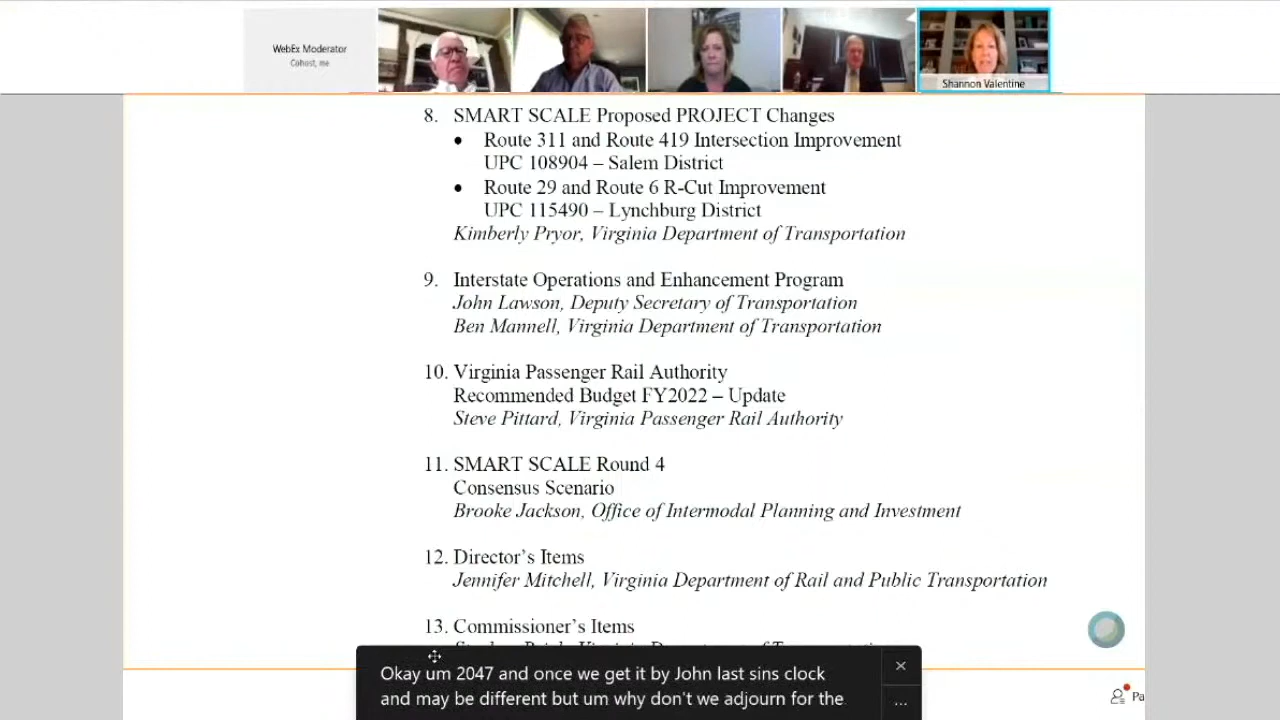 WebEx Moderator
Cohost, me
Shannon Valentine
8. SMART SCALE Proposed PROJECT Changes
• Route 311 and Route 419 Intersection Improvement
UPC 108904 – Salem District
• Route 29 and Route 6 R-Cut Improvement
UPC 115490 – Lynchburg District
Kimberly Pryor, Virginia Department of Transportation
9. Interstate Operations and Enhancement Program
John Lawson, Deputy Secretary of Transportation
Ben Mannell, Virginia Department of Transportation
10. Virginia Passenger Rail Authority
Recommended Budget FY2022 – Update
Steve Pittard, Virginia Passenger Rail Authority
11. SMART SCALE Round 4
Consensus Scenario
Brooke Jackson, Office of Intermodal Planning and Investment
12. Director's Items
Jennifer Mitchell, Virginia Department of Rail and Public Transportation
13. Commissioner's Items
Okay um 2047 and once we get it by John last sins clock
and may be different but um why don't we adjourn for the
Pa